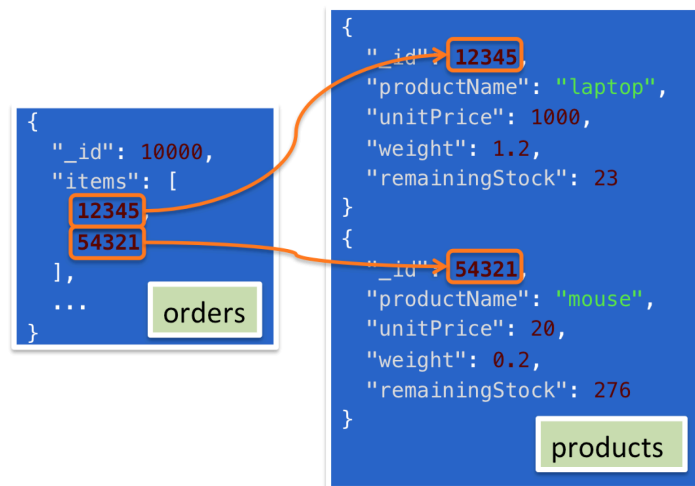 {
"_id": 10000,
"items": [
12345,
54321
],
...
}
orders
{
"_id": 12345,
"productName": "laptop",
"unitPrice": 1000,
"weight": 1.2,
"remainingStock": 23
}
{
"_id": 54321,
"productName": "mouse",
"unitPrice": 20,
"weight": 0.2,
"remainingStock": 276
}
products